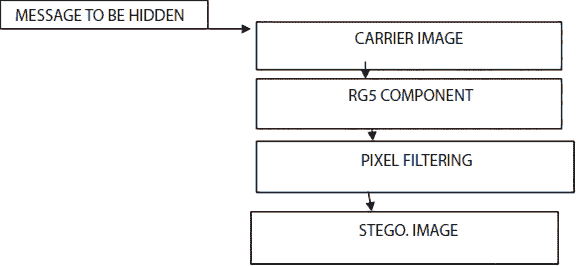 MESSAGE TO BE HIDDEN
CARRIER IMAGE
RG5 COMPONENT
PIXEL FILTERING
STEGO. IMAGE